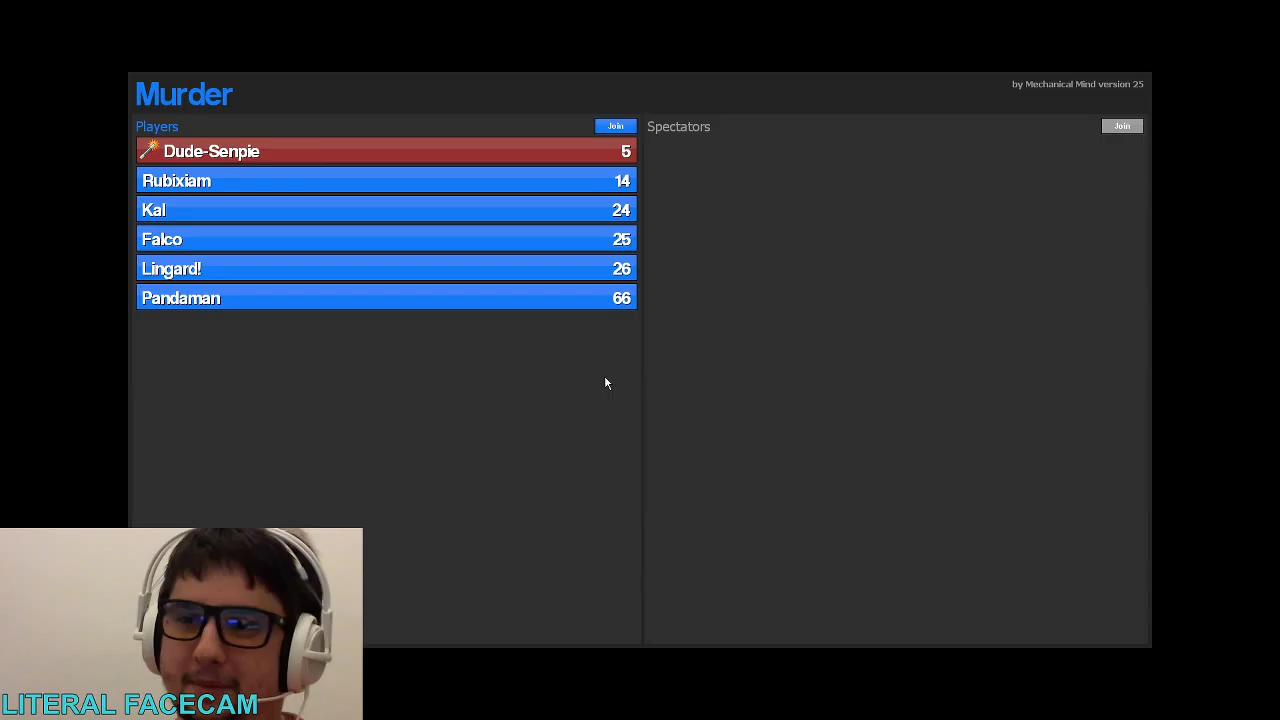 Murder
by Mechanical Mind version 25
Players
Join
Spectators
Join
Dude-Senpie 5
Rubixiam 14
Kal 24
Falco 25
Lingard! 26
Pandaman 66
LITERAL FACECAM